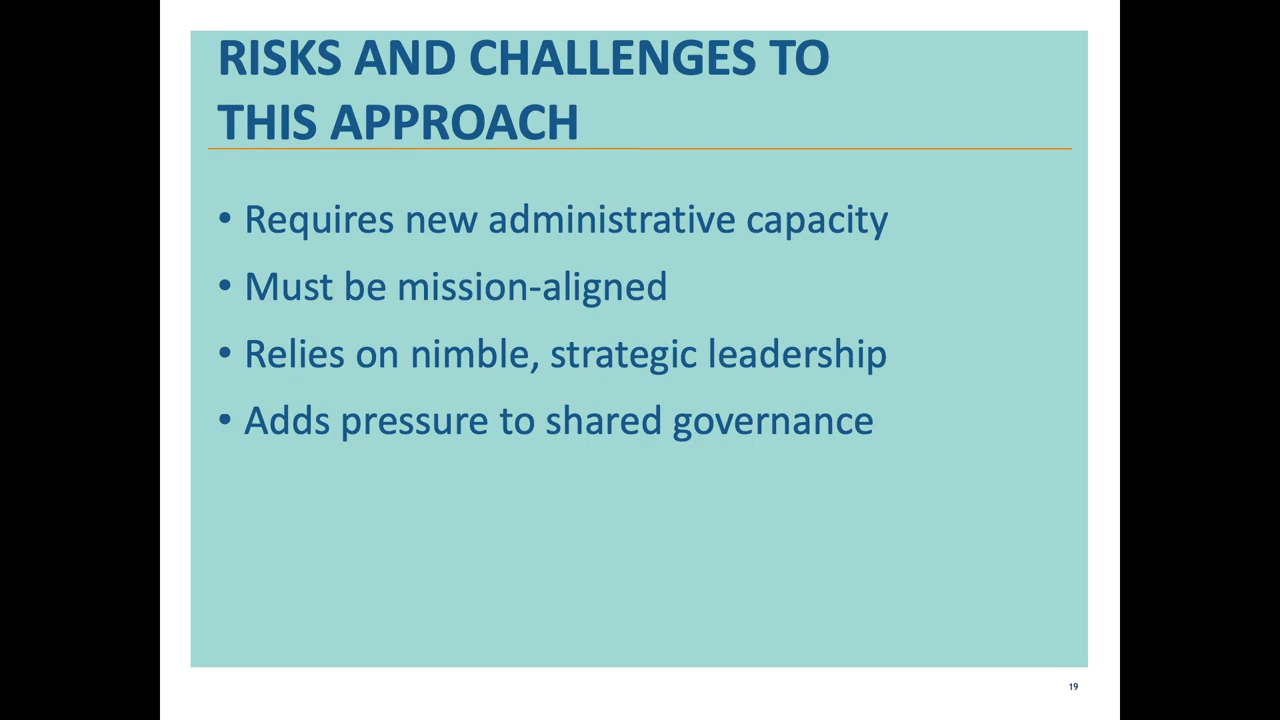 RISKS AND CHALLENGES TO
THIS APPROACH
• Requires new administrative capacity
• Must be mission-aligned
• Relies on nimble, strategic leadership
• Adds pressure to shared governance
19